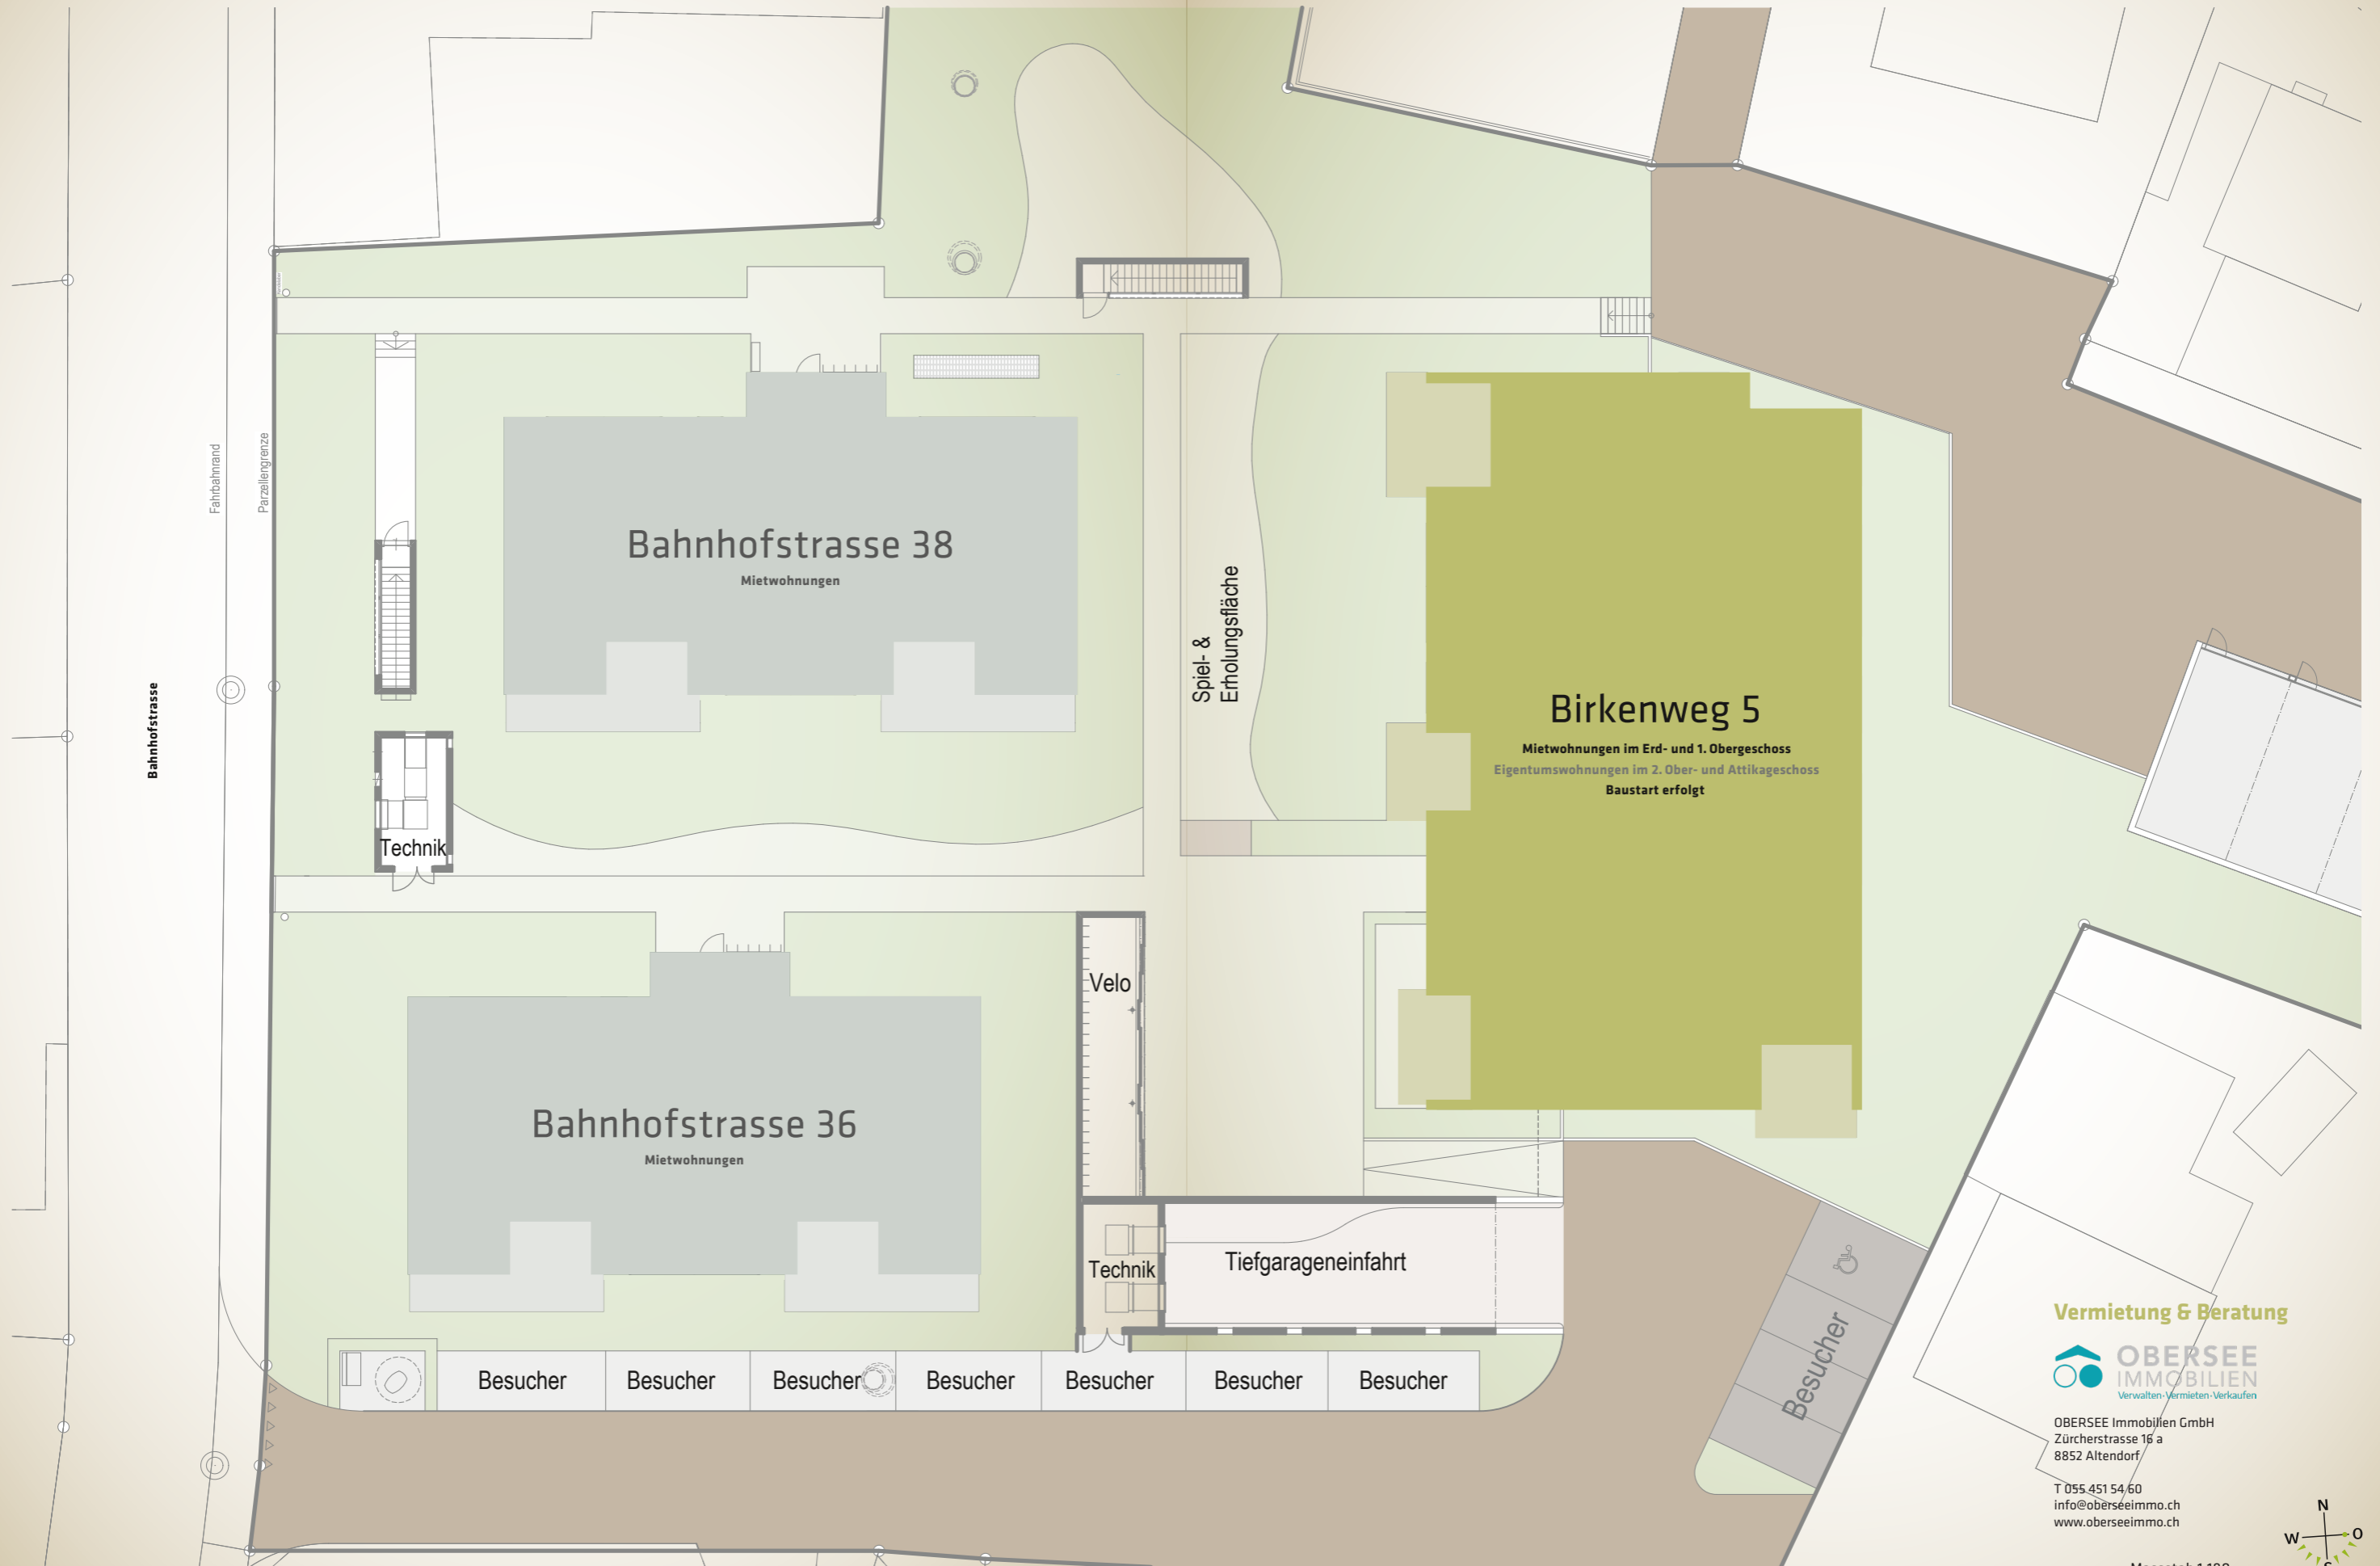 Fahrbahnrand
Parzellengrenze
Bahnhofstrasse
Bahnhofstrasse 38
Mietwohnungen
Spiel- &
Erholungsfläche
Birkenweg 5
Mietwohnungen im Erd- und 1. Obergeschoss
Eigentumswohnungen im 2. Ober- und Attikageschoss
Baustart erfolgt
Technik
Velo
Bahnhofstrasse 36
Mietwohnungen
Technik
Tiefgarageneinfahrt
Besucher
Besucher
Besucher
Besucher
Besucher
Besucher
Besucher
Besucher
Vermietung & Beratung
OBERSEE
IMMOBILIEN
Verwalten·Vermieten·Verkaufen
OBERSEE Immobilien GmbH
Zürcherstrasse 16 a
8852 Altendorf
T 055 451 54 60
info@oberseeimmo.ch
www.oberseeimmo.ch
N
W
O